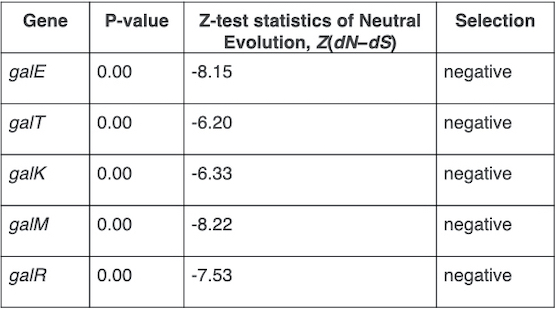 Gene P-value Z-test statistics of Neutral Selection
Evolution, Z(dN–dS)
galE 0.00 -8.15 negative
galT 0.00 -6.20 negative
galK 0.00 -6.33 negative
galM 0.00 -8.22 negative
galR 0.00 -7.53 negative